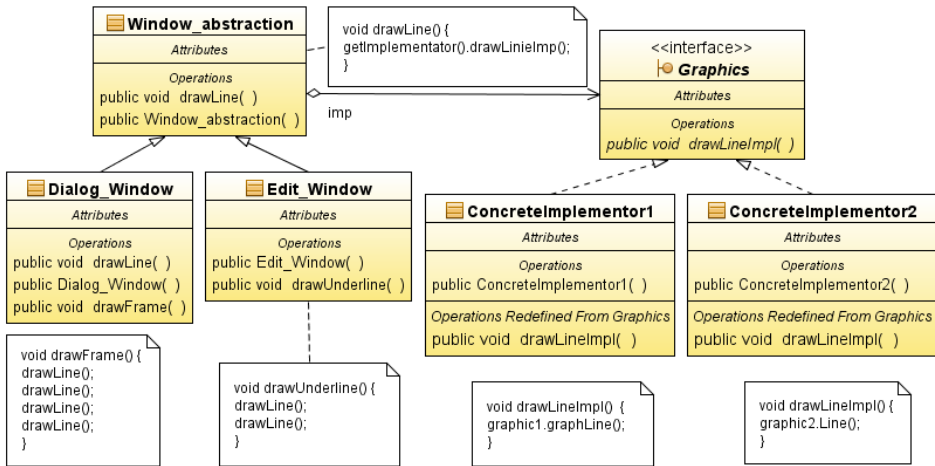 Window_abstraction
Attributes
Operations
public void drawLine( )
public Window_abstraction( )
void drawLine() {
getImplementator().drawLinieImp();
}
imp
<<interface>>
Graphics
Attributes
Operations
public void drawLineImpl( )
Dialog_Window
Attributes
Operations
public void drawLine( )
public Dialog_Window( )
public void drawFrame( )
Edit_Window
Attributes
Operations
public Edit_Window( )
public void drawUnderline( )
ConcreteImplementor1
Attributes
Operations
public ConcreteImplementor1( )
Operations Redefined From Graphics
public void drawLineImpl( )
ConcreteImplementor2
Attributes
Operations
public ConcreteImplementor2( )
Operations Redefined From Graphics
public void drawLineImpl( )
void drawFrame() {
drawLine();
drawLine();
drawLine();
drawLine();
}
void drawUnderline() {
drawLine();
drawLine();
}
void drawLineImpl() {
graphic1.graphLine();
}
void drawLineImpl() {
graphic2.Line();
}